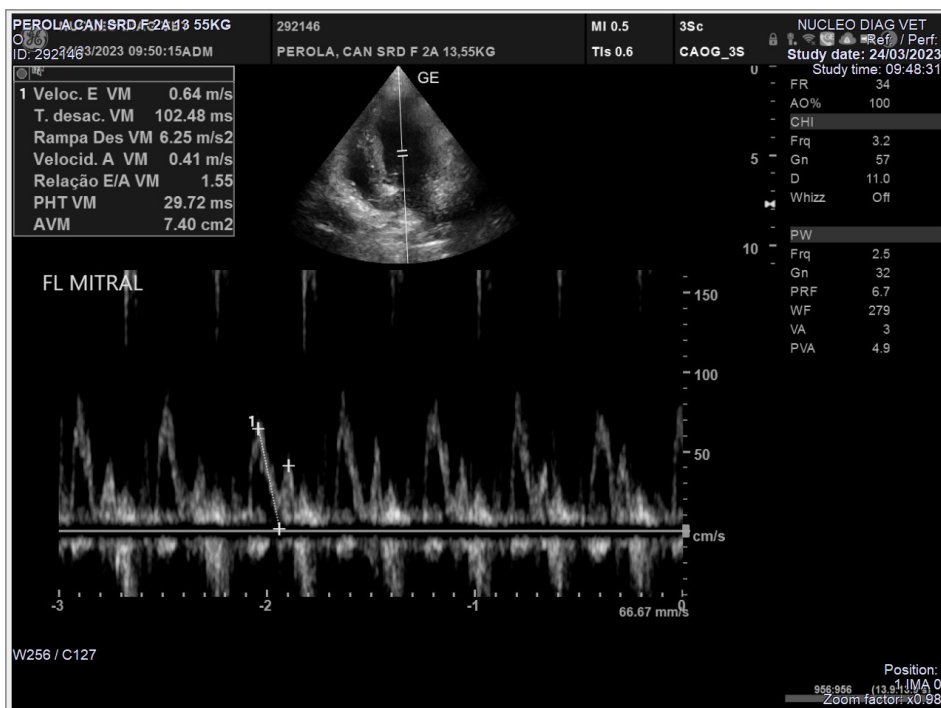 PEROLA,CAN SRD F 2A 13 55KG
ID: 292146
24/03/2023 09:50:15 ADM
292146
PEROLA, CAN SRD F 2A 13,55KG
MI 0.5
TIs 0.6
3Sc
CAOG_3S
NUCLEO DIAG VET
Ref. / Perf:
Study date: 24/03/2023
Study time: 09:48:31
1 Veloc. E VM 0.64 m/s
T. desac. VM 102.48 ms
Rampa Des VM 6.25 m/s2
Velocid. A VM 0.41 m/s
Relação E/A VM 1.55
PHT VM 29.72 ms
AVM 7.40 cm2
GE
0
5
10
FR 34
AO% 100
CHI
Frq 3.2
Gn 57
D 11.0
Whizz Off
PW
Frq 2.5
Gn 32
PRF 6.7
WF 279
VA 3
PVA 4.9
FL MITRAL
150
100
50
cm/s
1
-3 -2 -1 0
66.67 mm/s
W256 / C127
Position:
1 IMA 0
956:956
Zoom factor: x0.98